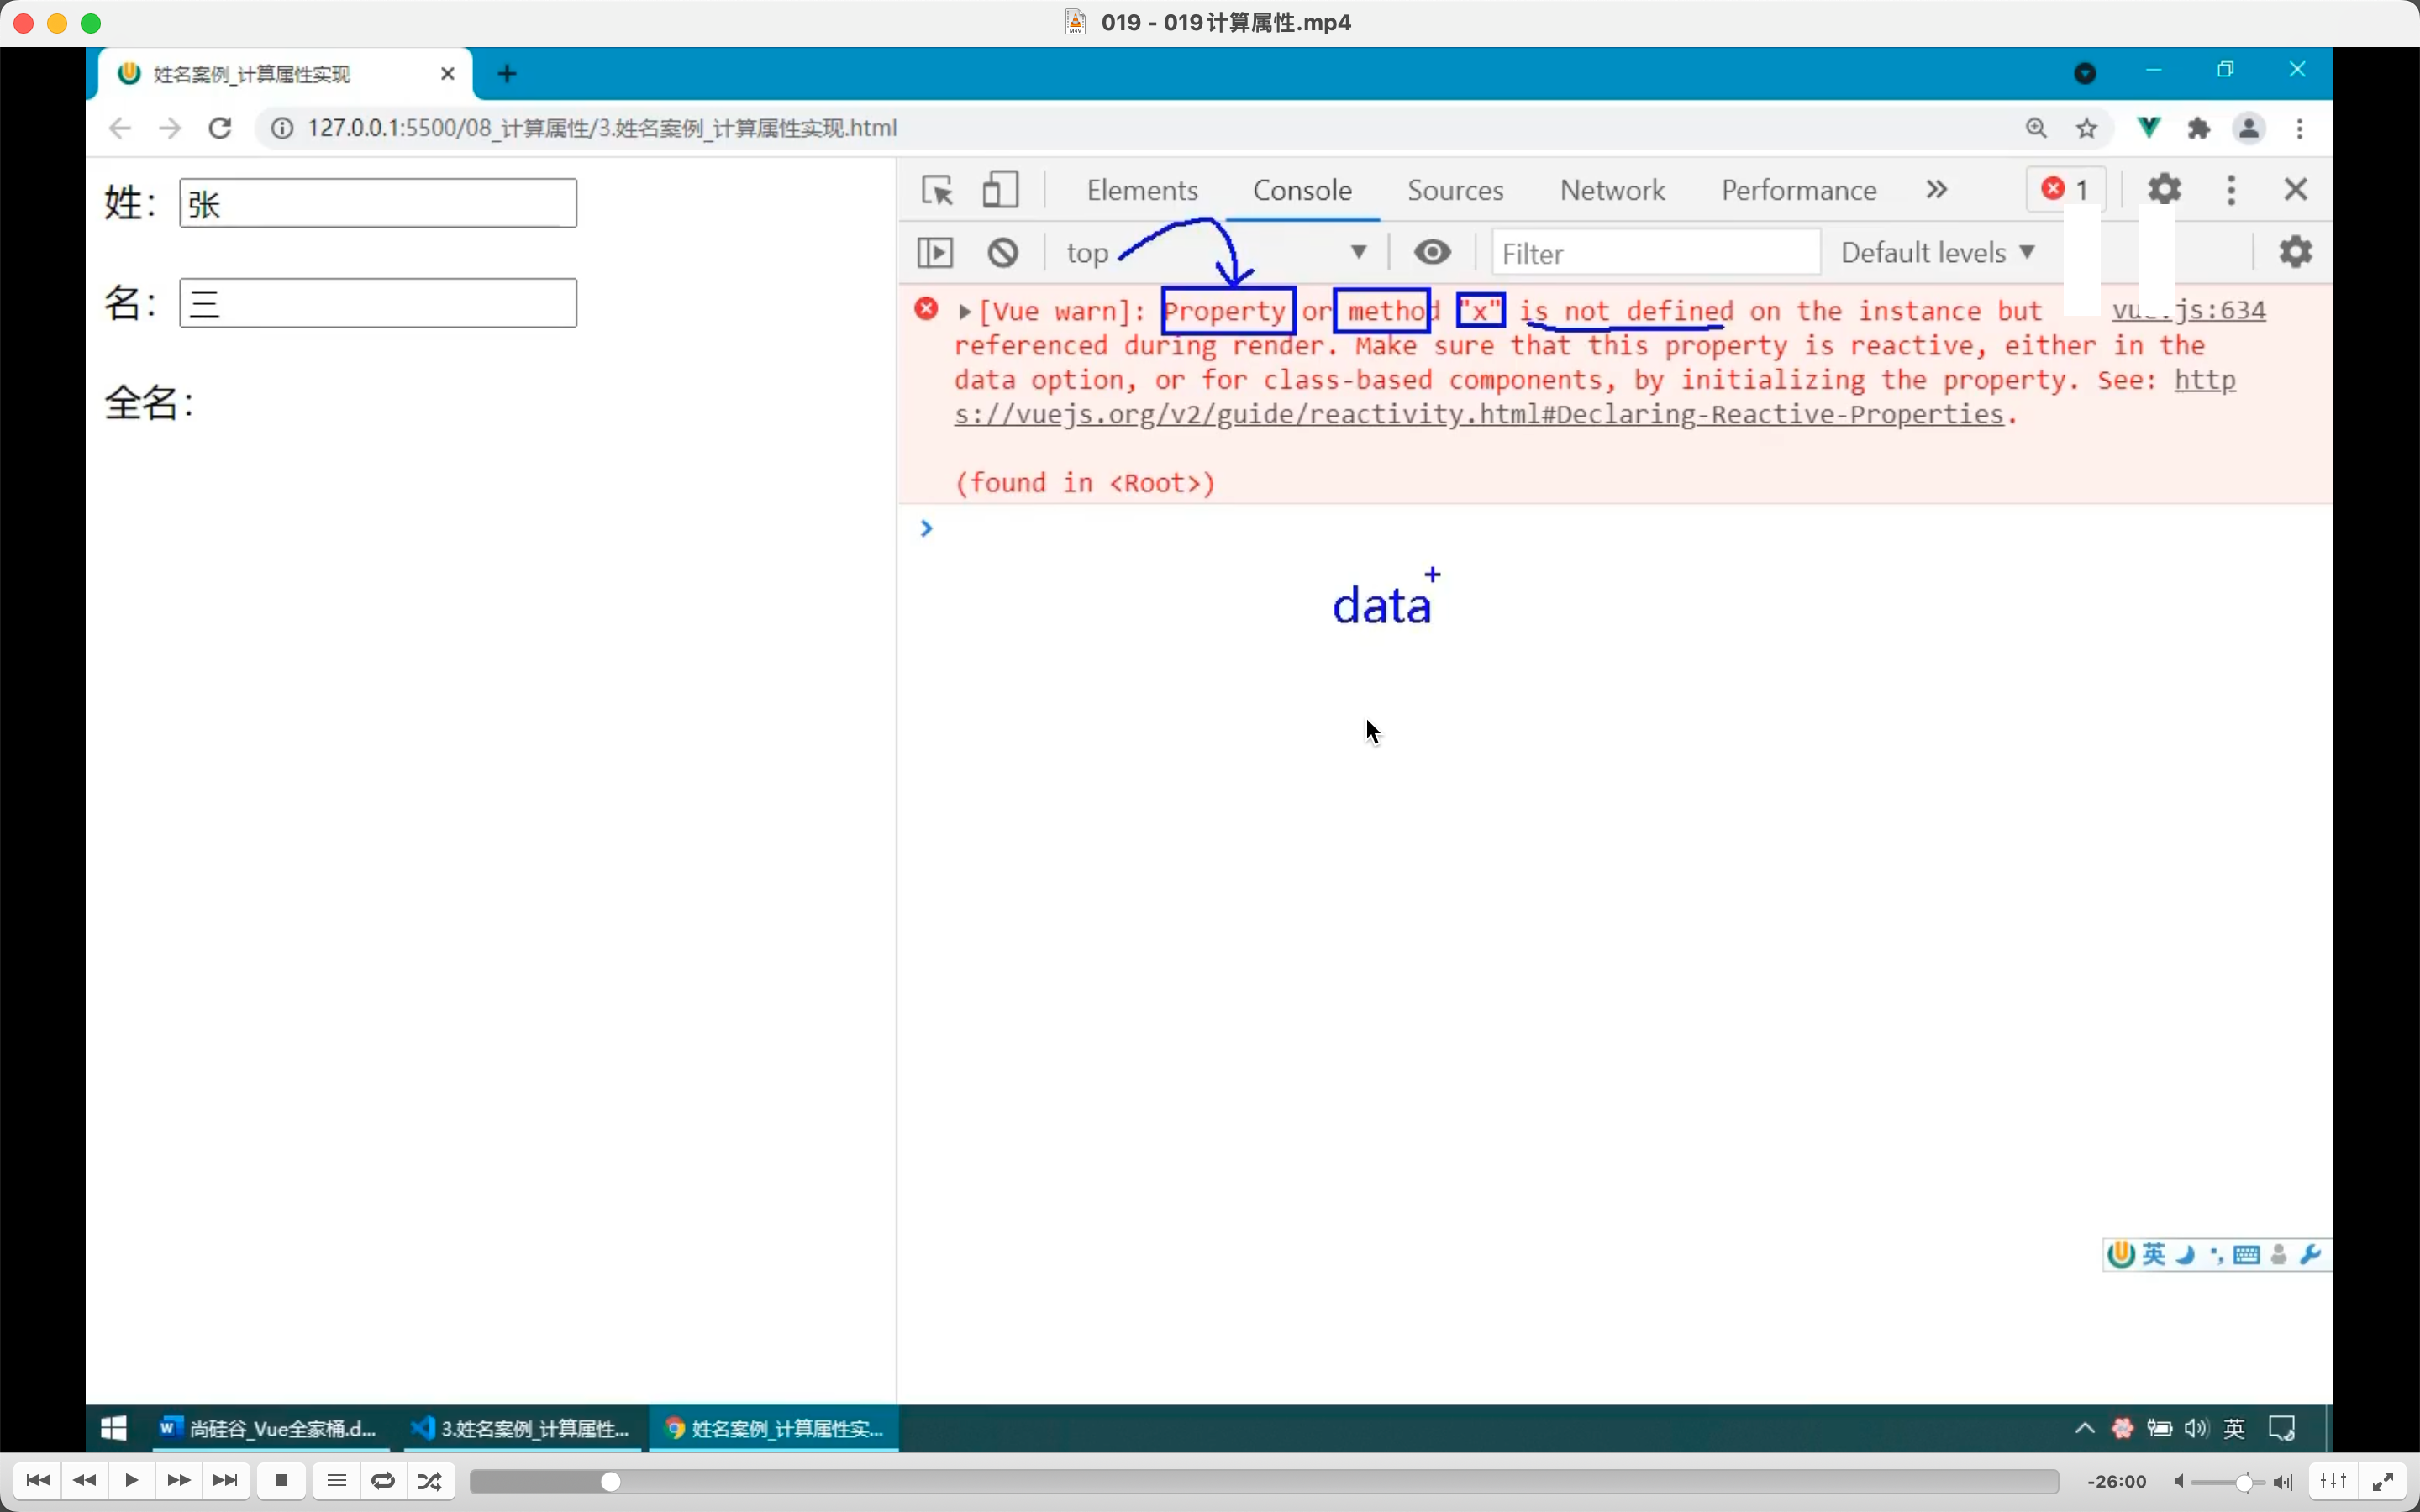 019 - 019计算属性.mp4
姓名案例_计算属性实现
127.0.0.1:5500/08_计算属性/3.姓名案例_计算属性实现.html
姓：张
名：三
全名：
Elements Console Sources Network Performance 1
top Filter Default levels
[Vue warn]: Property or method "x" is not defined on the instance but vue.js:634
referenced during render. Make sure that this property is reactive, either in the
data option, or for class-based components, by initializing the property. See: http
s://vuejs.org/v2/guide/reactivity.html#Declaring-Reactive-Properties.
(found in <Root>)
data
英
尚硅谷_Vue全家桶.d... 3.姓名案例_计算属性... 姓名案例_计算属性实... 英
-26:00